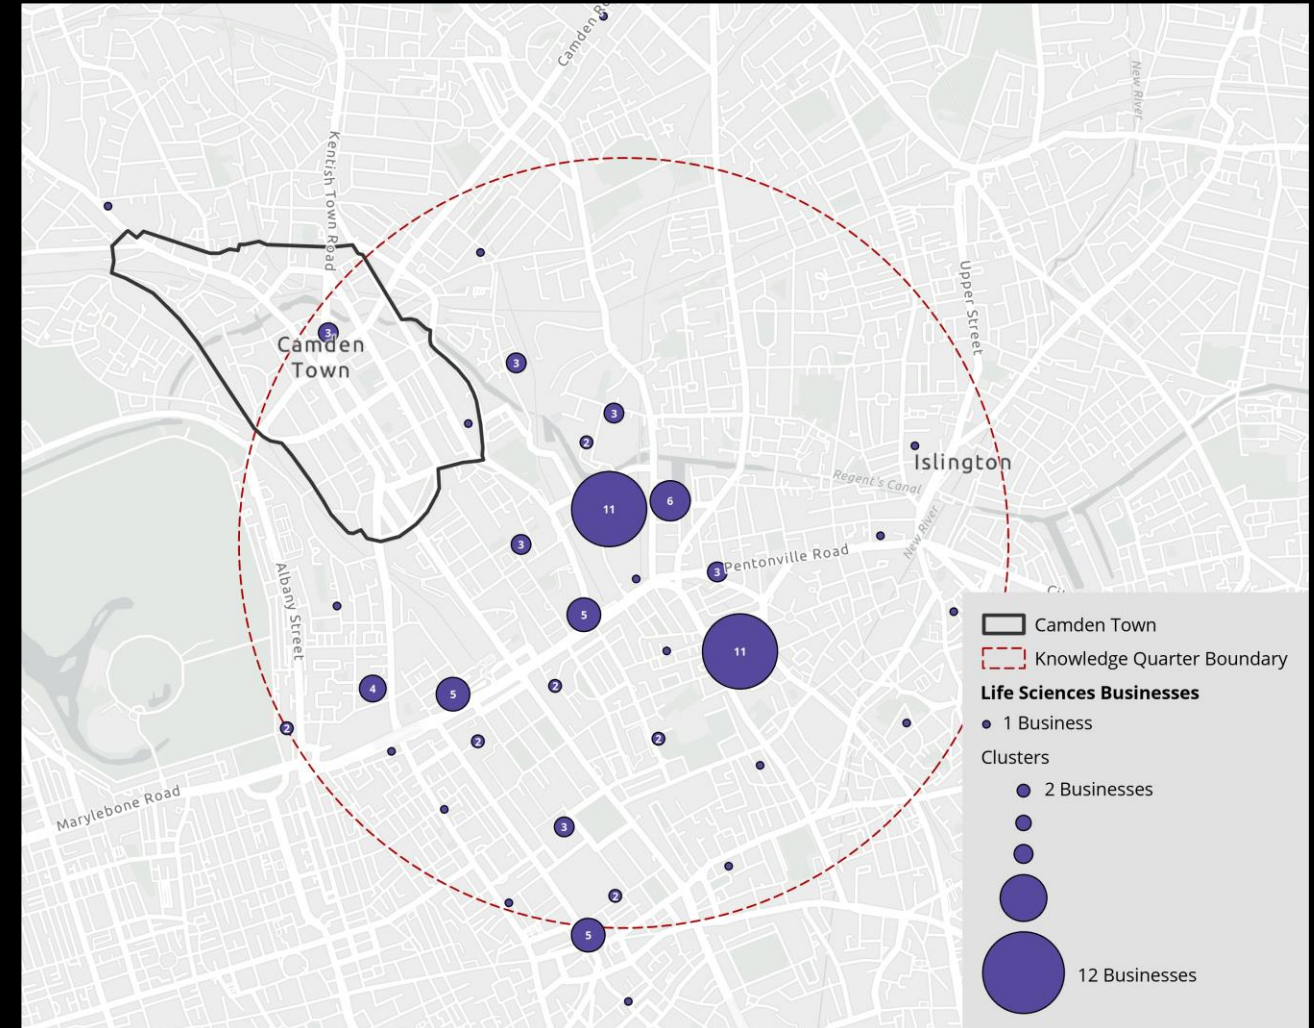 Camden Ro
New River
Kentish Town Road
Upper Street
3
Camden
Town
3
3
2
Islington
Regent's Canal
11
6
New River
3
Pentonville Road
3
Albany Street
5
11
4
5
2
2
2
2
Marylebone Road
3
2
5
Camden Town
Knowledge Quarter Boundary
Life Sciences Businesses
1 Business
Clusters
2 Businesses
12 Businesses